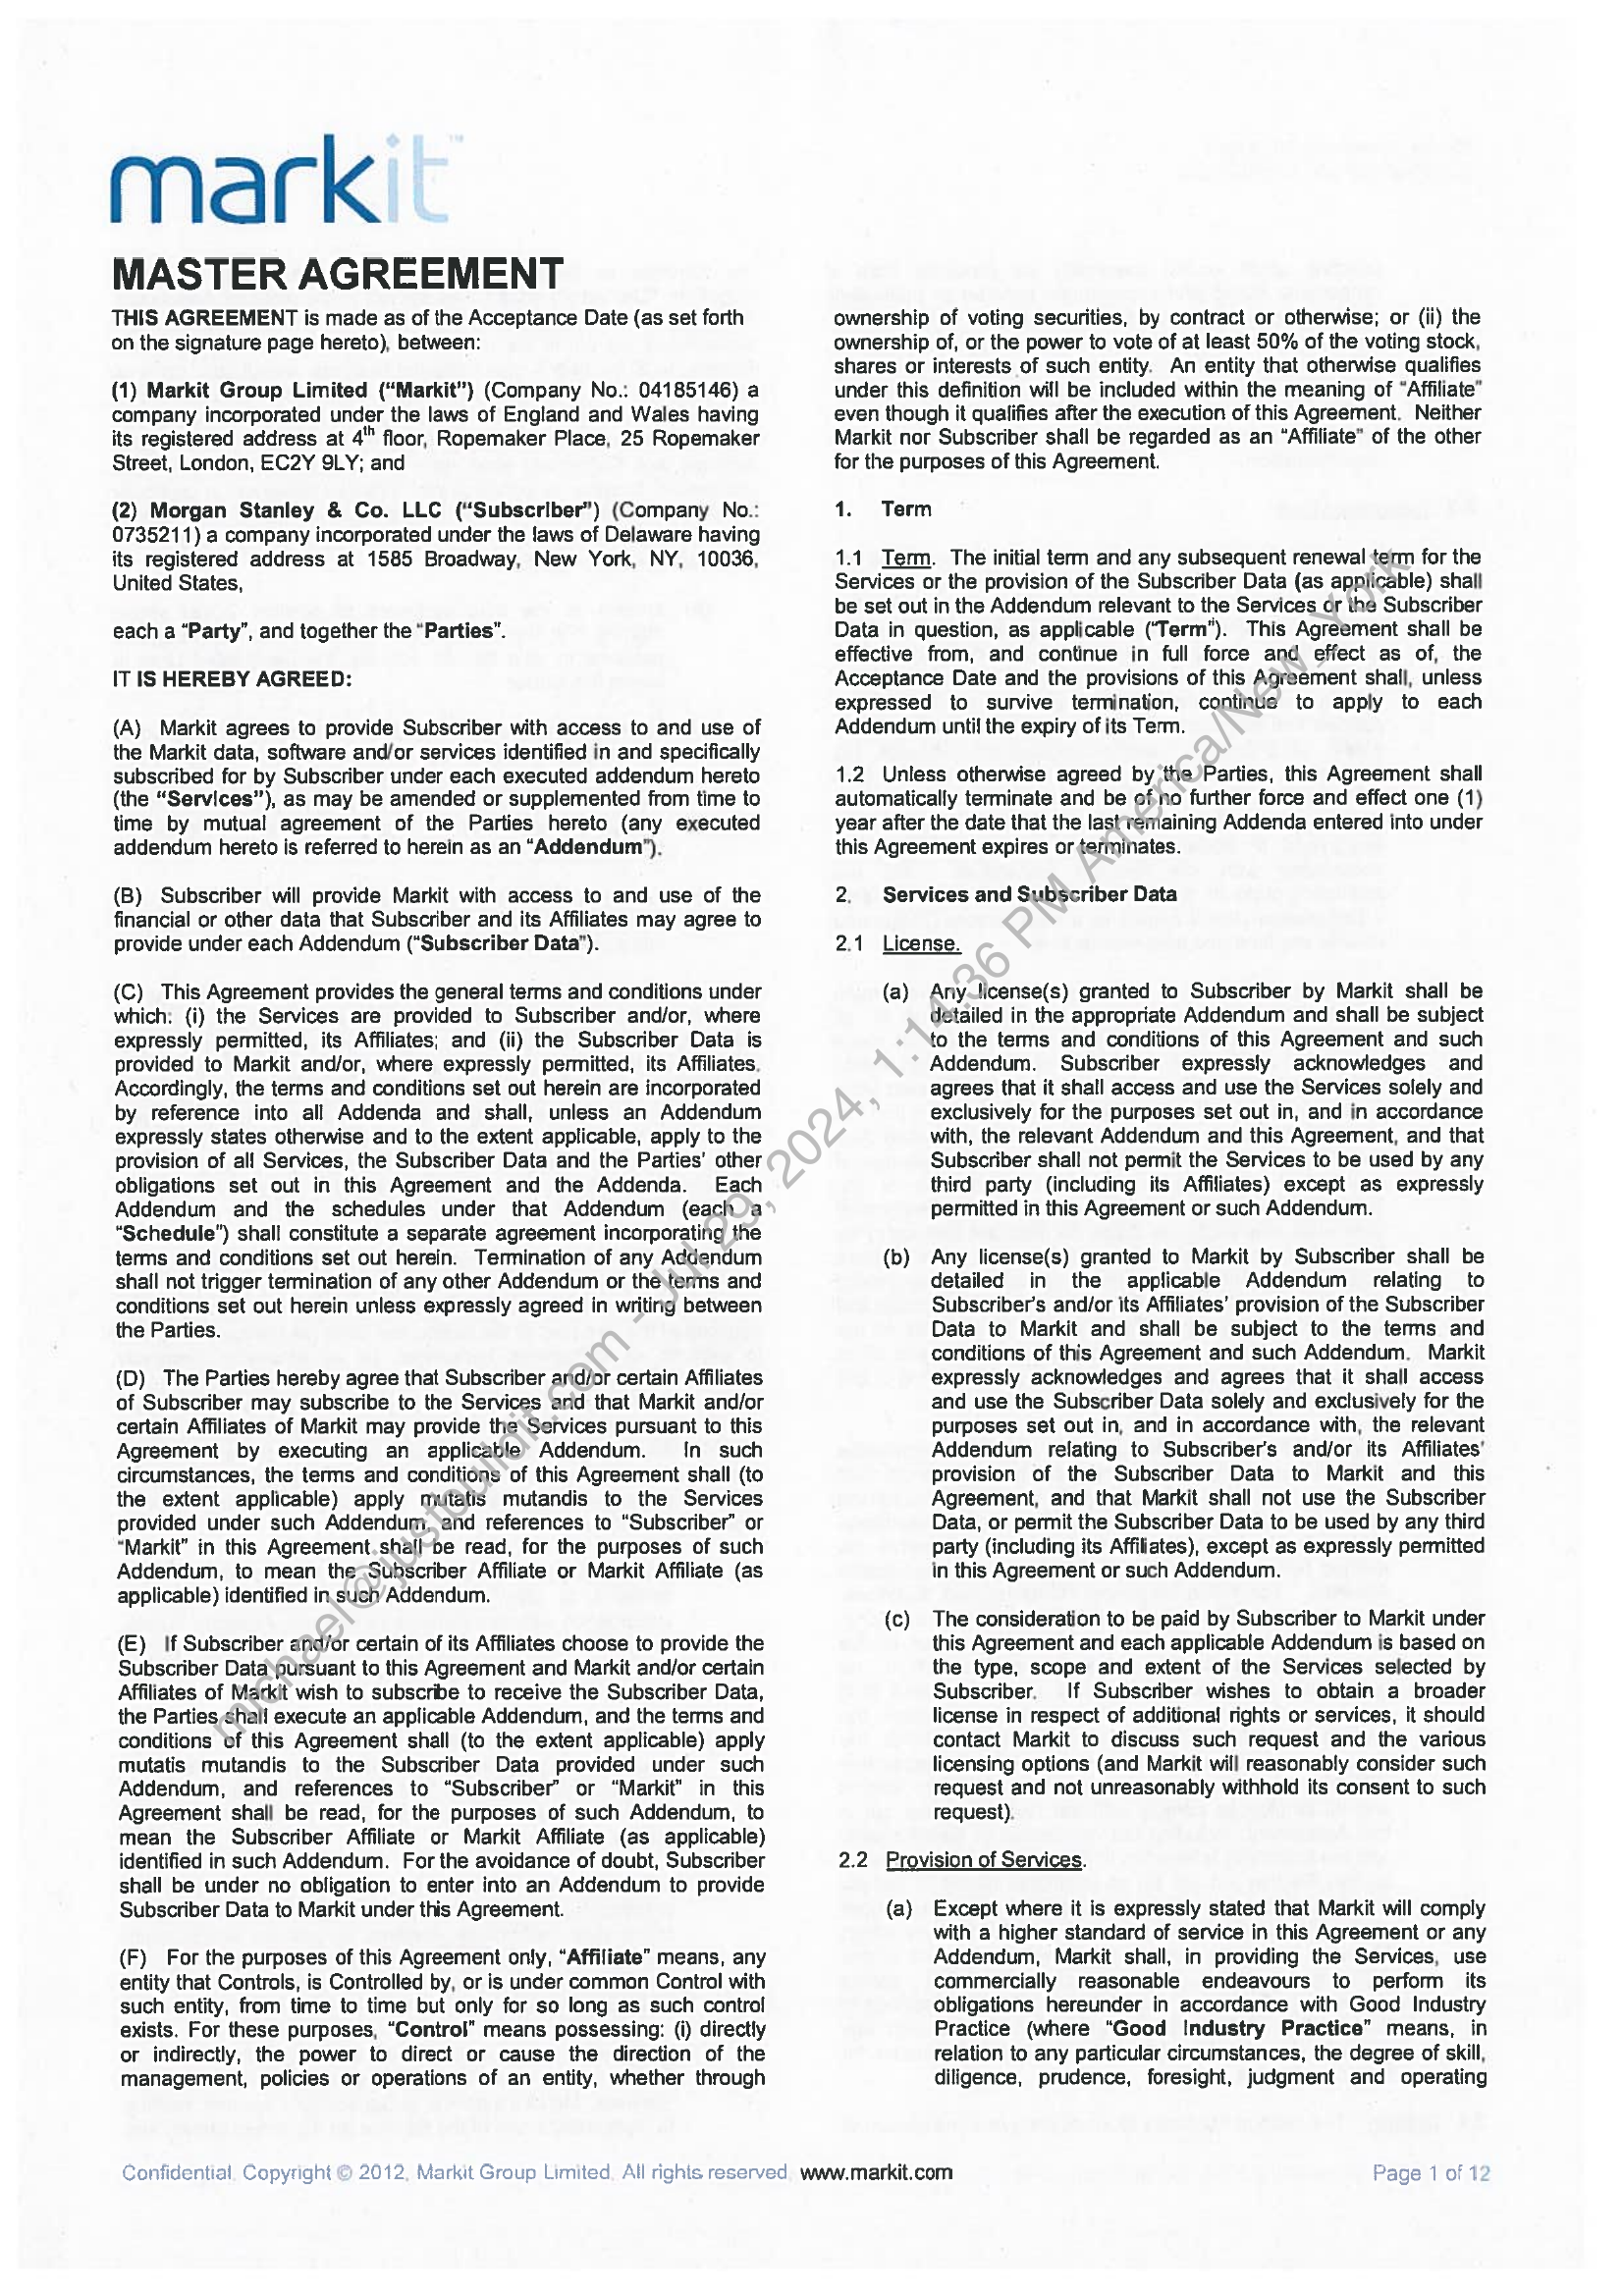 markit™
MASTER AGREEMENT
THIS AGREEMENT is made as of the Acceptance Date (as set forth
on the signature page hereto), between:
(1) Markit Group Limited (“Markit”) (Company No.: 04185146) a
company incorporated under the laws of England and Wales having
its registered address at 4th floor, Ropemaker Place, 25 Ropemaker
Street, London, EC2Y 9LY; and
(2) Morgan Stanley & Co. LLC (“Subscriber”) (Company No.:
0735211) a company incorporated under the laws of Delaware having
its registered address at 1585 Broadway, New York, NY, 10036,
United States,
each a “Party”, and together the “Parties”.
IT IS HEREBY AGREED:
(A) Markit agrees to provide Subscriber with access to and use of
the Markit data, software and/or services identified in and specifically
subscribed for by Subscriber under each executed addendum hereto
(the “Services”), as may be amended or supplemented from time to
time by mutual agreement of the Parties hereto (any executed
addendum hereto is referred to herein as an “Addendum”).
(B) Subscriber will provide Markit with access to and use of the
financial or other data that Subscriber and its Affiliates may agree to
provide under each Addendum (“Subscriber Data”).
(C) This Agreement provides the general terms and conditions under
which: (i) the Services are provided to Subscriber and/or, where
expressly permitted, its Affiliates; and (ii) the Subscriber Data is
provided to Markit and/or, where expressly permitted, its Affiliates.
Accordingly, the terms and conditions set out herein are incorporated
by reference into all Addenda and shall, unless an Addendum
expressly states otherwise and to the extent applicable, apply to the
provision of all Services, the Subscriber Data and the Parties’ other
obligations set out in this Agreement and the Addenda. Each
Addendum and the schedules under that Addendum (each a
“Schedule”) shall constitute a separate agreement incorporating the
terms and conditions set out herein. Termination of any Addendum
shall not trigger termination of any other Addendum or the terms and
conditions set out herein unless expressly agreed in writing between
the Parties.
(D) The Parties hereby agree that Subscriber and/or certain Affiliates
of Subscriber may subscribe to the Services and that Markit and/or
certain Affiliates of Markit may provide the Services pursuant to this
Agreement by executing an applicable Addendum. In such
circumstances, the terms and conditions of this Agreement shall (to
the extent applicable) apply mutatis mutandis to the Services
provided under such Addendum, and references to “Subscriber” or
“Markit” in this Agreement shall be read, for the purposes of such
Addendum, to mean the Subscriber Affiliate or Markit Affiliate (as
applicable) identified in such Addendum.
(E) If Subscriber and/or certain of its Affiliates choose to provide the
Subscriber Data pursuant to this Agreement and Markit and/or certain
Affiliates of Markit wish to subscribe to receive the Subscriber Data,
the Parties shall execute an applicable Addendum, and the terms and
conditions of this Agreement shall (to the extent applicable) apply
mutatis mutandis to the Subscriber Data provided under such
Addendum, and references to “Subscriber” or “Markit” in this
Agreement shall be read, for the purposes of such Addendum, to
mean the Subscriber Affiliate or Markit Affiliate (as applicable)
identified in such Addendum. For the avoidance of doubt, Subscriber
shall be under no obligation to enter into an Addendum to provide
Subscriber Data to Markit under this Agreement.
(F) For the purposes of this Agreement only, “Affiliate” means, any
entity that Controls, is Controlled by, or is under common Control with
such entity, from time to time but only for so long as such control
exists. For these purposes, “Control” means possessing: (i) directly
or indirectly, the power to direct or cause the direction of the
management, policies or operations of an entity, whether through
ownership of voting securities, by contract or otherwise; or (ii) the
ownership of, or the power to vote of at least 50% of the voting stock,
shares or interests of such entity. An entity that otherwise qualifies
under this definition will be included within the meaning of “Affiliate”
even though it qualifies after the execution of this Agreement. Neither
Markit nor Subscriber shall be regarded as an “Affiliate” of the other
for the purposes of this Agreement.
1. Term
1.1 Term. The initial term and any subsequent renewal term for the
Services or the provision of the Subscriber Data (as applicable) shall
be set out in the Addendum relevant to the Services or the Subscriber
Data in question, as applicable (“Term”). This Agreement shall be
effective from, and continue in full force and effect as of, the
Acceptance Date and the provisions of this Agreement shall, unless
expressed to survive termination, continue to apply to each
Addendum until the expiry of its Term.
1.2 Unless otherwise agreed by the Parties, this Agreement shall
automatically terminate and be of no further force and effect one (1)
year after the date that the last remaining Addenda entered into under
this Agreement expires or terminates.
2. Services and Subscriber Data
2.1 License.
(a) Any license(s) granted to Subscriber by Markit shall be
detailed in the appropriate Addendum and shall be subject
to the terms and conditions of this Agreement and such
Addendum. Subscriber expressly acknowledges and
agrees that it shall access and use the Services solely and
exclusively for the purposes set out in, and in accordance
with, the relevant Addendum and this Agreement, and that
Subscriber shall not permit the Services to be used by any
third party (including its Affiliates) except as expressly
permitted in this Agreement or such Addendum.
(b) Any license(s) granted to Markit by Subscriber shall be
detailed in the applicable Addendum relating to
Subscriber’s and/or its Affiliates’ provision of the Subscriber
Data to Markit and shall be subject to the terms and
conditions of this Agreement and such Addendum. Markit
expressly acknowledges and agrees that it shall access
and use the Subscriber Data solely and exclusively for the
purposes set out in, and in accordance with, the relevant
Addendum relating to Subscriber’s and/or its Affiliates’
provision of the Subscriber Data to Markit and this
Agreement, and that Markit shall not use the Subscriber
Data, or permit the Subscriber Data to be used by any third
party (including its Affiliates), except as expressly permitted
in this Agreement or such Addendum.
(c) The consideration to be paid by Subscriber to Markit under
this Agreement and each applicable Addendum is based on
the type, scope and extent of the Services selected by
Subscriber. If Subscriber wishes to obtain a broader
license in respect of additional rights or services, it should
contact Markit to discuss such request and the various
licensing options (and Markit will reasonably consider such
request and not unreasonably withhold its consent to such
request).
2.2 Provision of Services.
(a) Except where it is expressly stated that Markit will comply
with a higher standard of service in this Agreement or any
Addendum, Markit shall, in providing the Services, use
commercially reasonable endeavours to perform its
obligations hereunder in accordance with Good Industry
Practice (where “Good Industry Practice” means, in
relation to any particular circumstances, the degree of skill,
diligence, prudence, foresight, judgment and operating
Confidential. Copyright © 2012, Markit Group Limited. All rights reserved. www.markit.com
Page 1 of 12
michael@justbuildit.com - Jul 29, 2024, 1:14:36 PM America/New_York